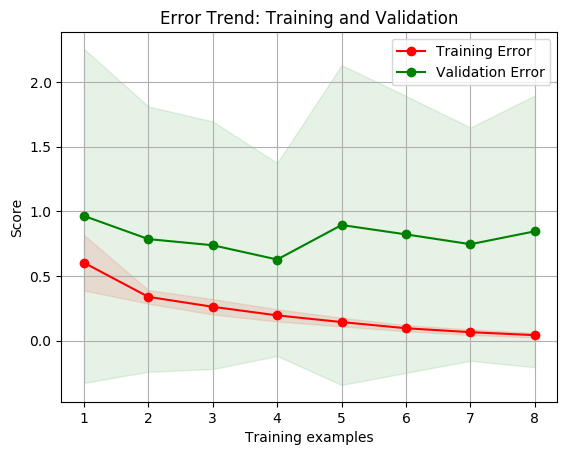 Error Trend: Training and Validation
Training Error
Validation Error
Score
2.0
1.5
1.0
0.5
0.0
1 2 3 4 5 6 7 8
Training examples